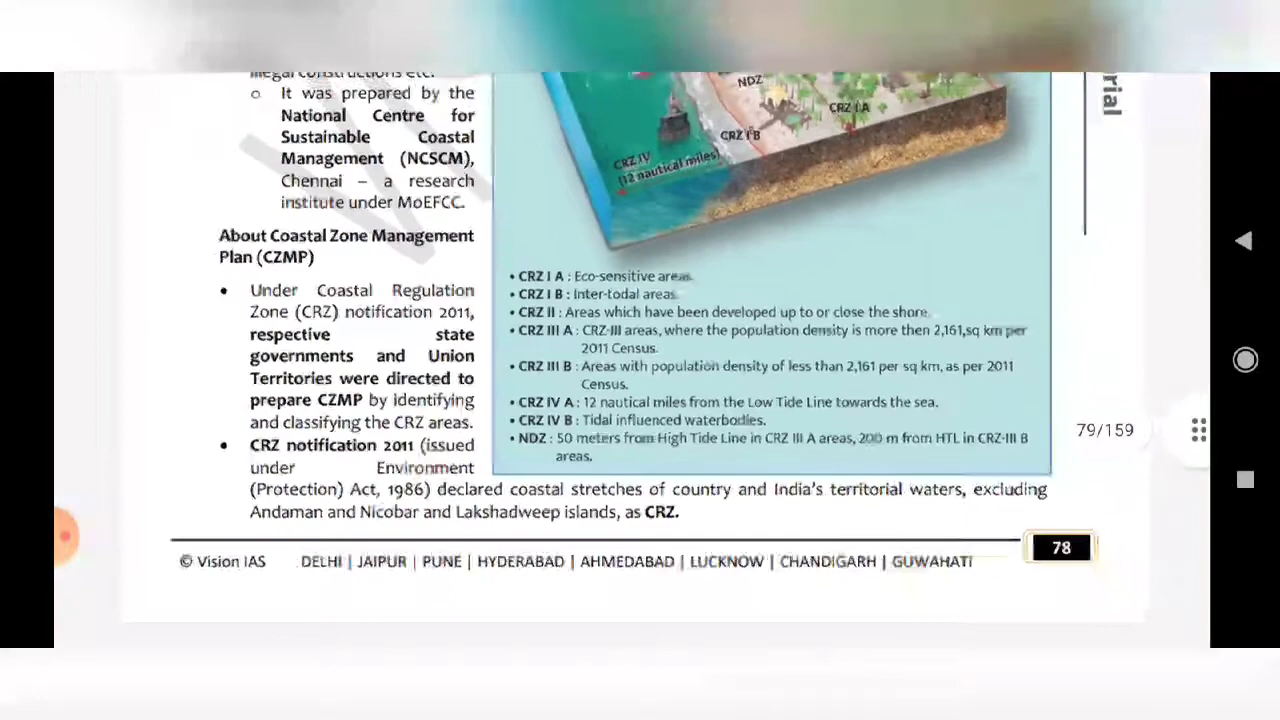 illegal constructions etc.
o It was prepared by the
National Centre for
Sustainable Coastal
Management (NCSCM),
Chennai – a research
institute under MoEFCC.
About Coastal Zone Management
Plan (CZMP)
• Under Coastal Regulation
Zone (CRZ) notification 2011,
respective state
governments and Union
Territories were directed to
prepare CZMP by identifying
and classifying the CRZ areas.
• CRZ notification 2011 (issued
under Environment
(Protection) Act, 1986) declared coastal stretches of country and India's territorial waters, excluding
Andaman and Nicobar and Lakshadweep islands, as CRZ.
NDZ
CRZ I A
CRZ I B
CRZ IV
(12 nautical miles)
• CRZ I A : Eco-sensitive areas.
• CRZ I B : Inter-todal areas.
• CRZ II : Areas which have been developed up to or close the shore.
• CRZ III A : CRZ-III areas, where the population density is more then 2,161,sq km per
2011 Census.
• CRZ III B : Areas with population density of less than 2,161 per sq km, as per 2011
Census.
• CRZ IV A : 12 nautical miles from the Low Tide Line towards the sea.
• CRZ IV B : Tidal influenced waterbodies.
• NDZ : 50 meters from High Tide Line in CRZ III A areas, 200 m from HTL in CRZ-III B
areas.
rial
79/159
78
© Vision IAS DELHI | JAIPUR | PUNE | HYDERABAD | AHMEDABAD | LUCKNOW | CHANDIGARH | GUWAHATI